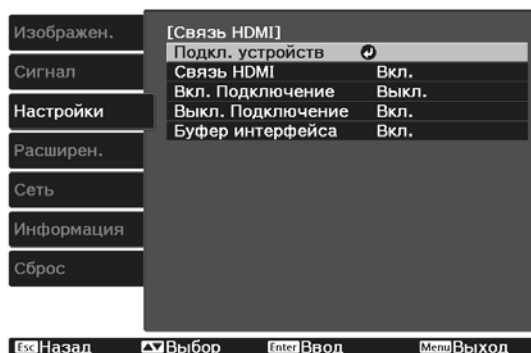 Изображен.
Сигнал
Настройки
Расширен.
Сеть
Информация
Сброс
[Связь HDMI]
Подкл. устройств
Связь HDMI Вкл.
Вкл. Подключение Выкл.
Выкл. Подключение Вкл.
Буфер интерфейса Вкл.
Esc Назад Выбор Enter Ввод Menu Выход